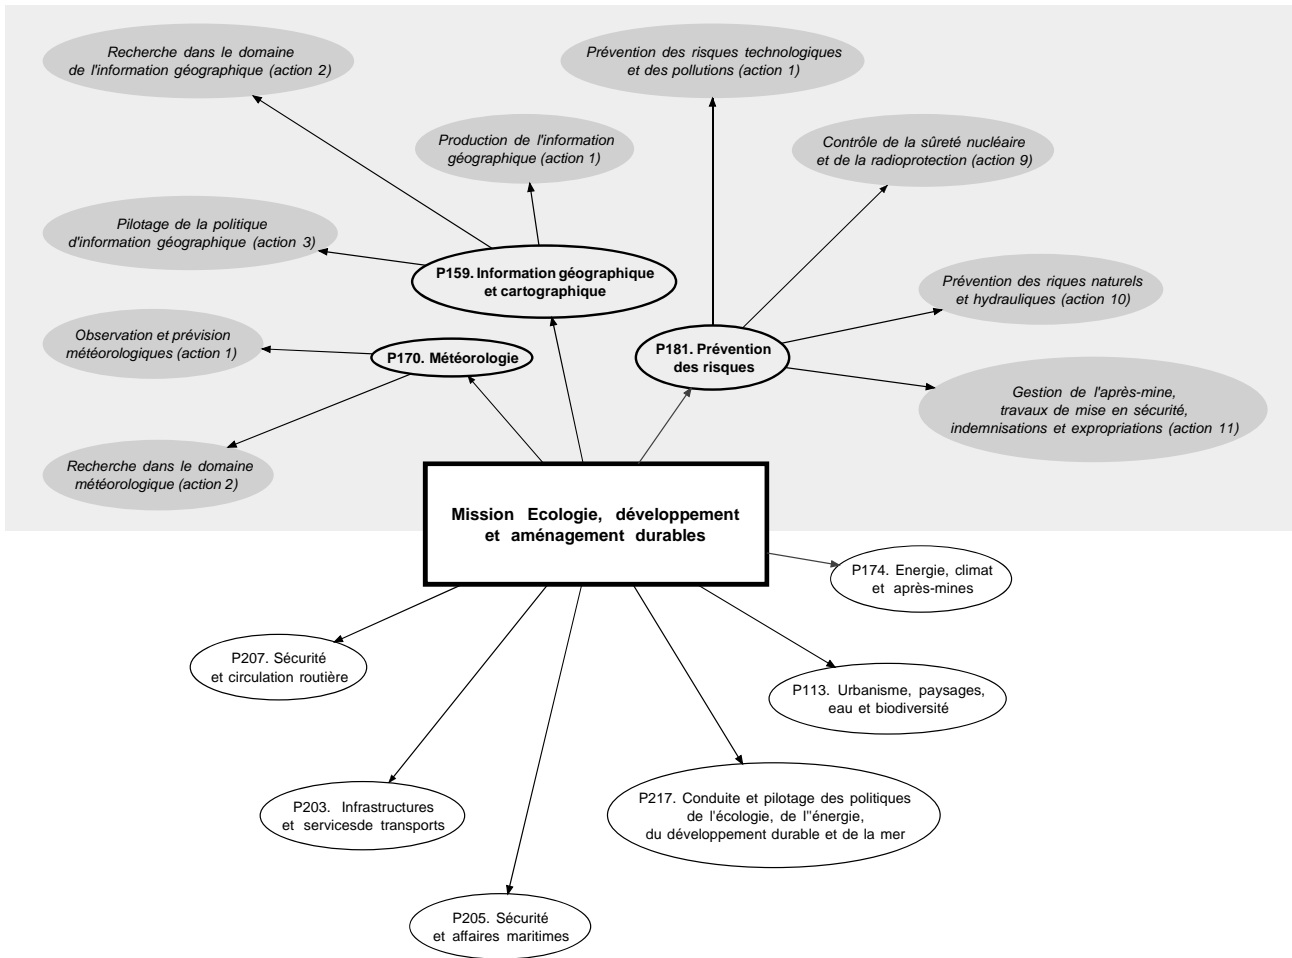 Recherche dans le domaine
de l'information géographique (action 2)
Prévention des risques technologiques
et des pollutions (action 1)
Production de l'information
géographique (action 1)
Contrôle de la sûreté nucléaire
et de la radioprotection (action 9)
Pilotage de la politique
d'information géographique (action 3)
P159. Information géographique
et cartographique
Prévention des riques naturels
et hydrauliques (action 10)
Observation et prévision
météorologiques (action 1)
P170. Météorologie
P181. Prévention
des risques
Gestion de l'après-mine,
travaux de mise en sécurité,
indemnisations et expropriations (action 11)
Recherche dans le domaine
météorologique (action 2)
Mission Ecologie, développement
et aménagement durables
P174. Energie, climat
et après-mines
P207. Sécurité
et circulation routière
P113. Urbanisme, paysages,
eau et biodiversité
P203. Infrastructures
et servicesde transports
P217. Conduite et pilotage des politiques
de l'écologie, de l''énergie,
du développement durable et de la mer
P205. Sécurité
et affaires maritimes